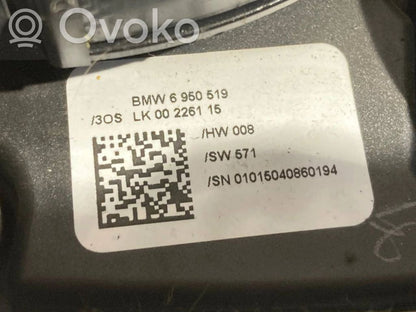 Ovoko
BMW 6 950 519
/3OS LK 00 2261 15
/HW 008
/SW 571
/SN 01015040860194